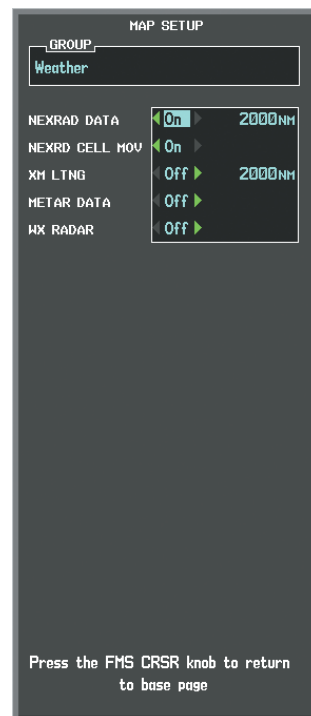 MAP SETUP
GROUP
Weather
NEXRAD DATA On 2000NM
NEXRD CELL MOV On
XM LTNG Off 2000NM
METAR DATA Off
WX RADAR Off
Press the FMS CRSR knob to return
to base page